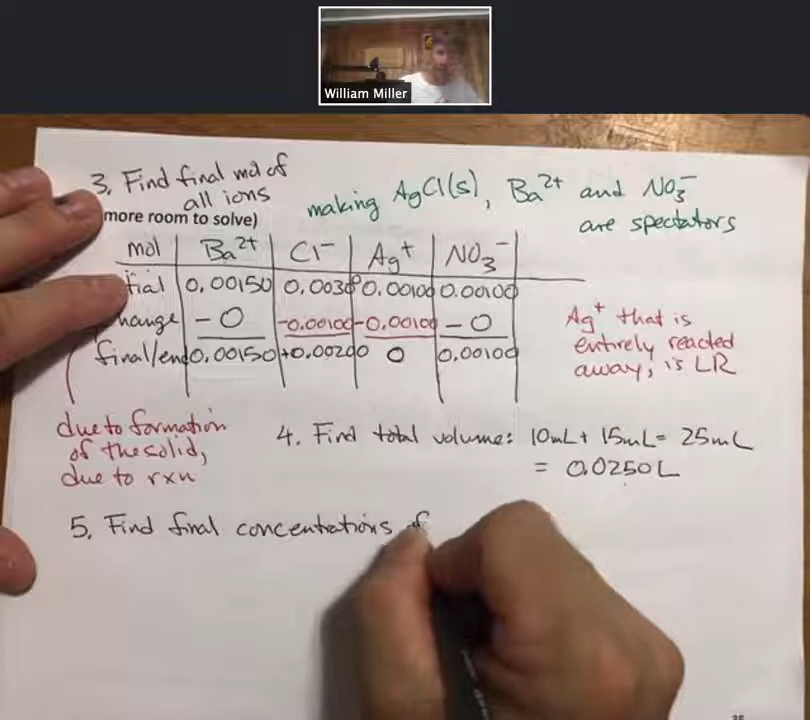 William Miller
3. Find final mol of
all ions
more room to solve)
making AgCl(s), Ba²⁺ and NO₃⁻
are spectators
mol Ba²⁺ Cl⁻ Ag⁺ NO₃⁻
tial 0.00150 0.0030 0.00100 0.00100
hange - 0 -0.00100 -0.00100 - 0
final/end 0.00150 +0.00200 0 0.00100
Ag⁺ that is
entirely reacted
away, is LR
due to formation
of the solid,
due to rxn
4. Find total volume: 10mL + 15mL = 25mL
= 0.0250L
5. Find final concentrations of